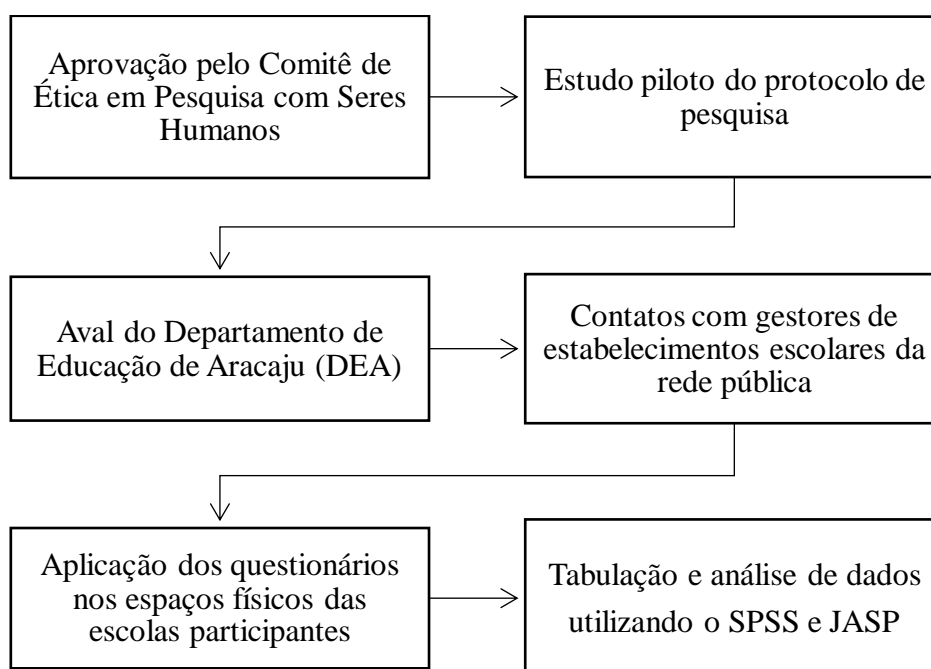 Aprovação pelo Comitê de
Ética em Pesquisa com Seres
Humanos
Estudo piloto do protocolo de
pesquisa
Aval do Departamento de
Educação de Aracaju (DEA)
Contatos com gestores de
estabelecimentos escolares da
rede pública
Aplicação dos questionários
nos espaços físicos das
escolas participantes
Tabulação e análise de dados
utilizando o SPSS e JASP